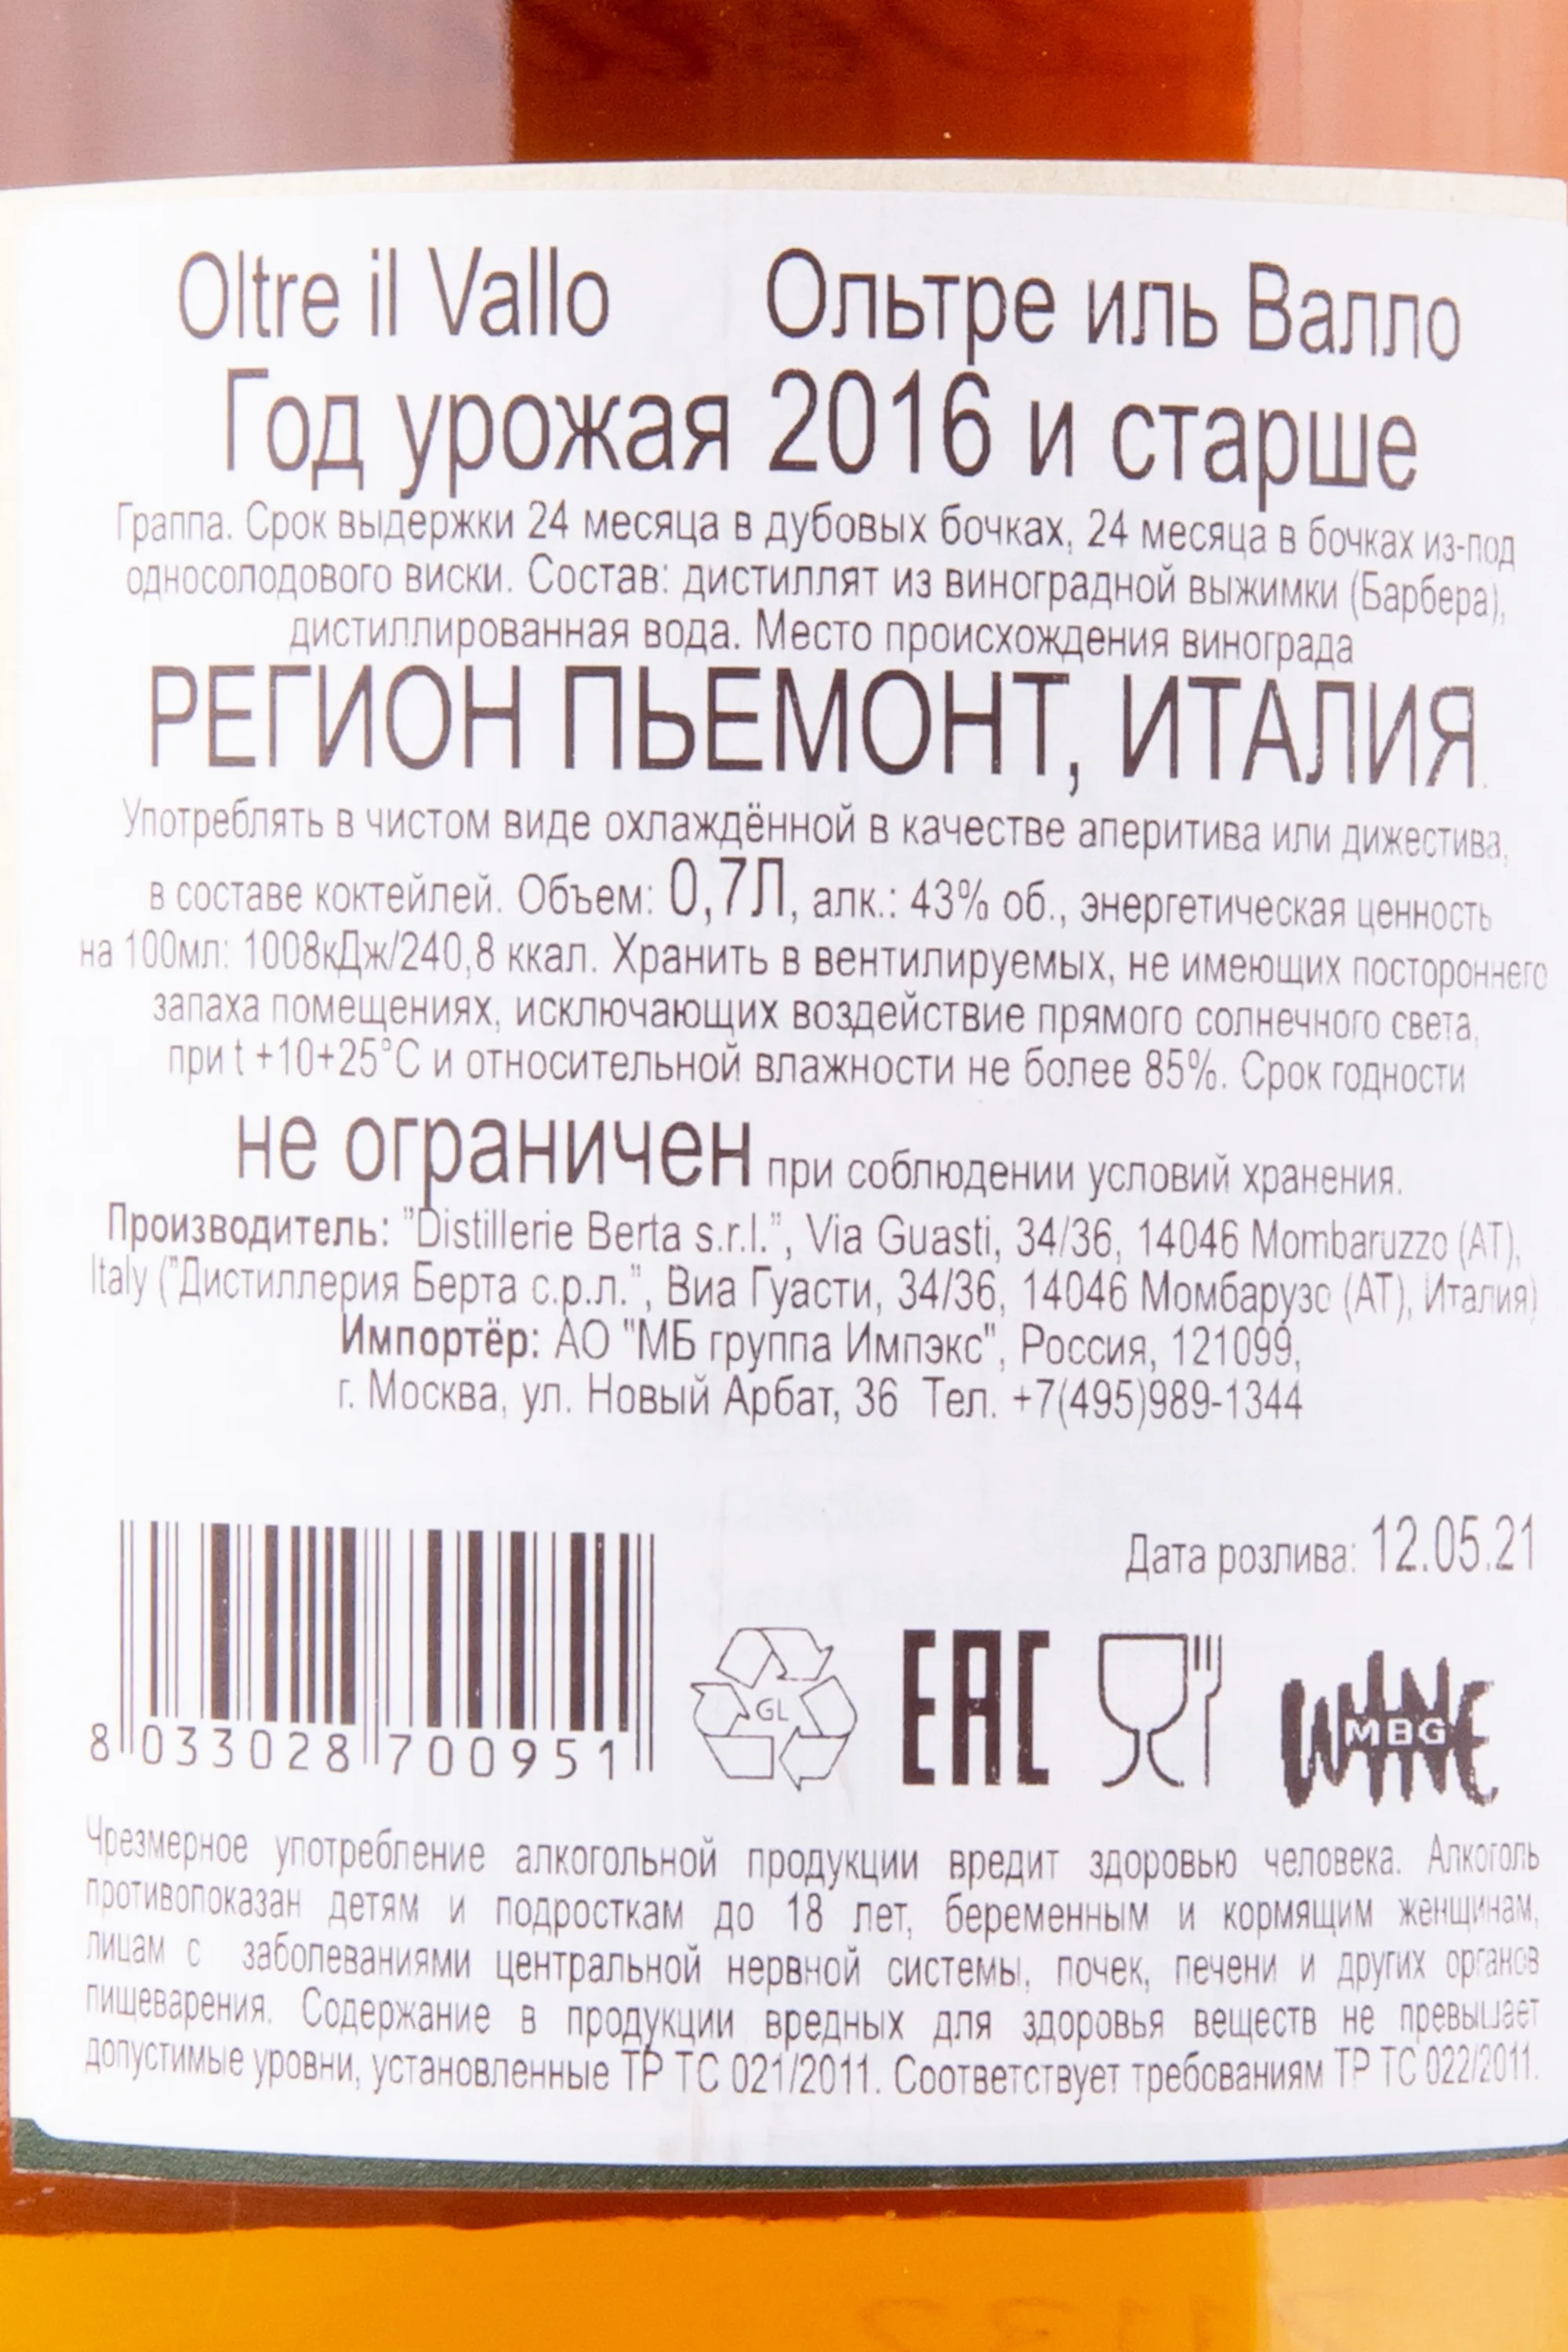 Oltre il Vallo Ольтре иль Валло
Год урожая 2016 и старше
Граппа. Срок выдержки 24 месяца в дубовых бочках, 24 месяца в бочках из-под
односолодового виски. Состав: дистиллят из виноградной выжимки (Барбера),
дистиллированная вода. Место происхождения винограда
РЕГИОН ПЬЕМОНТ, ИТАЛИЯ.
Употреблять в чистом виде охлаждённой в качестве аперитива или дижестива,
в составе коктейлей. Объем: 0,7Л, алк.: 43% об., энергетическая ценность
на 100мл: 1008кДж/240,8 ккал. Хранить в вентилируемых, не имеющих постороннего
запаха помещениях, исключающих воздействие прямого солнечного света,
при t +10+25°C и относительной влажности не более 85%. Срок годности
не ограничен при соблюдении условий хранения.
Производитель: "Distillerie Berta s.r.l.", Via Guasti, 34/36, 14046 Mombaruzzo (AT),
Italy ("Дистиллерия Берта с.р.л.", Виа Гуасти, 34/36, 14046 Момбарузо (АТ), Италия)
Импортёр: АО "МБ группа Импэкс", Россия, 121099,
г. Москва, ул. Новый Арбат, 36 Тел. +7(495)989-1344
Дата розлива: 12.05.21
8 033028 700951
GL
EAC
WINE
MBG
Чрезмерное употребление алкогольной продукции вредит здоровью человека. Алкоголь
противопоказан детям и подросткам до 18 лет, беременным и кормящим женщинам,
лицам с заболеваниями центральной нервной системы, почек, печени и других органов
пищеварения. Содержание в продукции вредных для здоровья веществ не превышает
допустимые уровни, установленные ТР ТС 021/2011. Соответствует требованиям ТР ТС 022/2011.